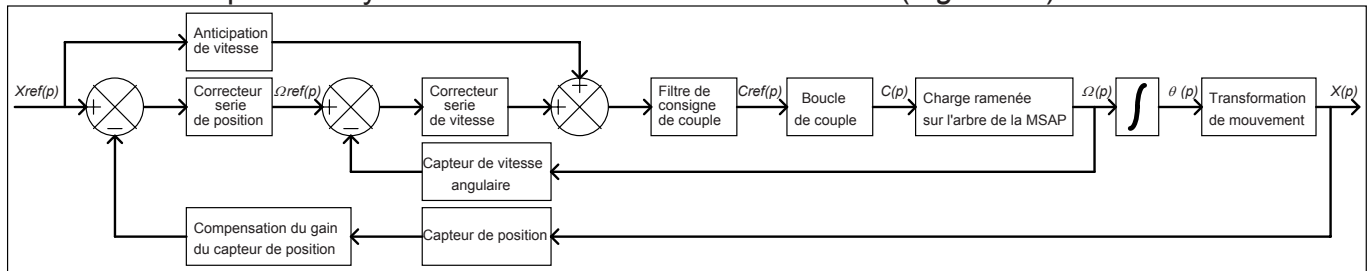 Anticipation
de vitesse
Xref(p)
+
−
Correcteur
serie
de position
Ωref(p)
+
−
Correcteur
serie
de vitesse
+
+
Filtre de
consigne
de couple
Cref(p)
Boucle
de couple
C(p)
Charge ramenée
sur l'arbre de la MSAP
Ω(p)
∫
θ (p)
Transformation
de mouvement
X(p)
Capteur de vitesse
angulaire
Compensation du gain
du capteur de position
Capteur de position